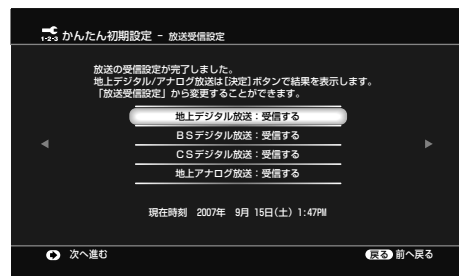 1·2·3 かんたん初期設定 - 放送受信設定
放送の受信設定が完了しました。
地上デジタル/アナログ放送は[決定]ボタンで結果を表示します。
「放送受信設定」から変更することができます。
地上デジタル放送：受信する
BSデジタル放送：受信する
CSデジタル放送：受信する
地上アナログ放送：受信する
現在時刻 2007年 9月 15日(土) 1:47PM
次へ進む 戻る 前へ戻る